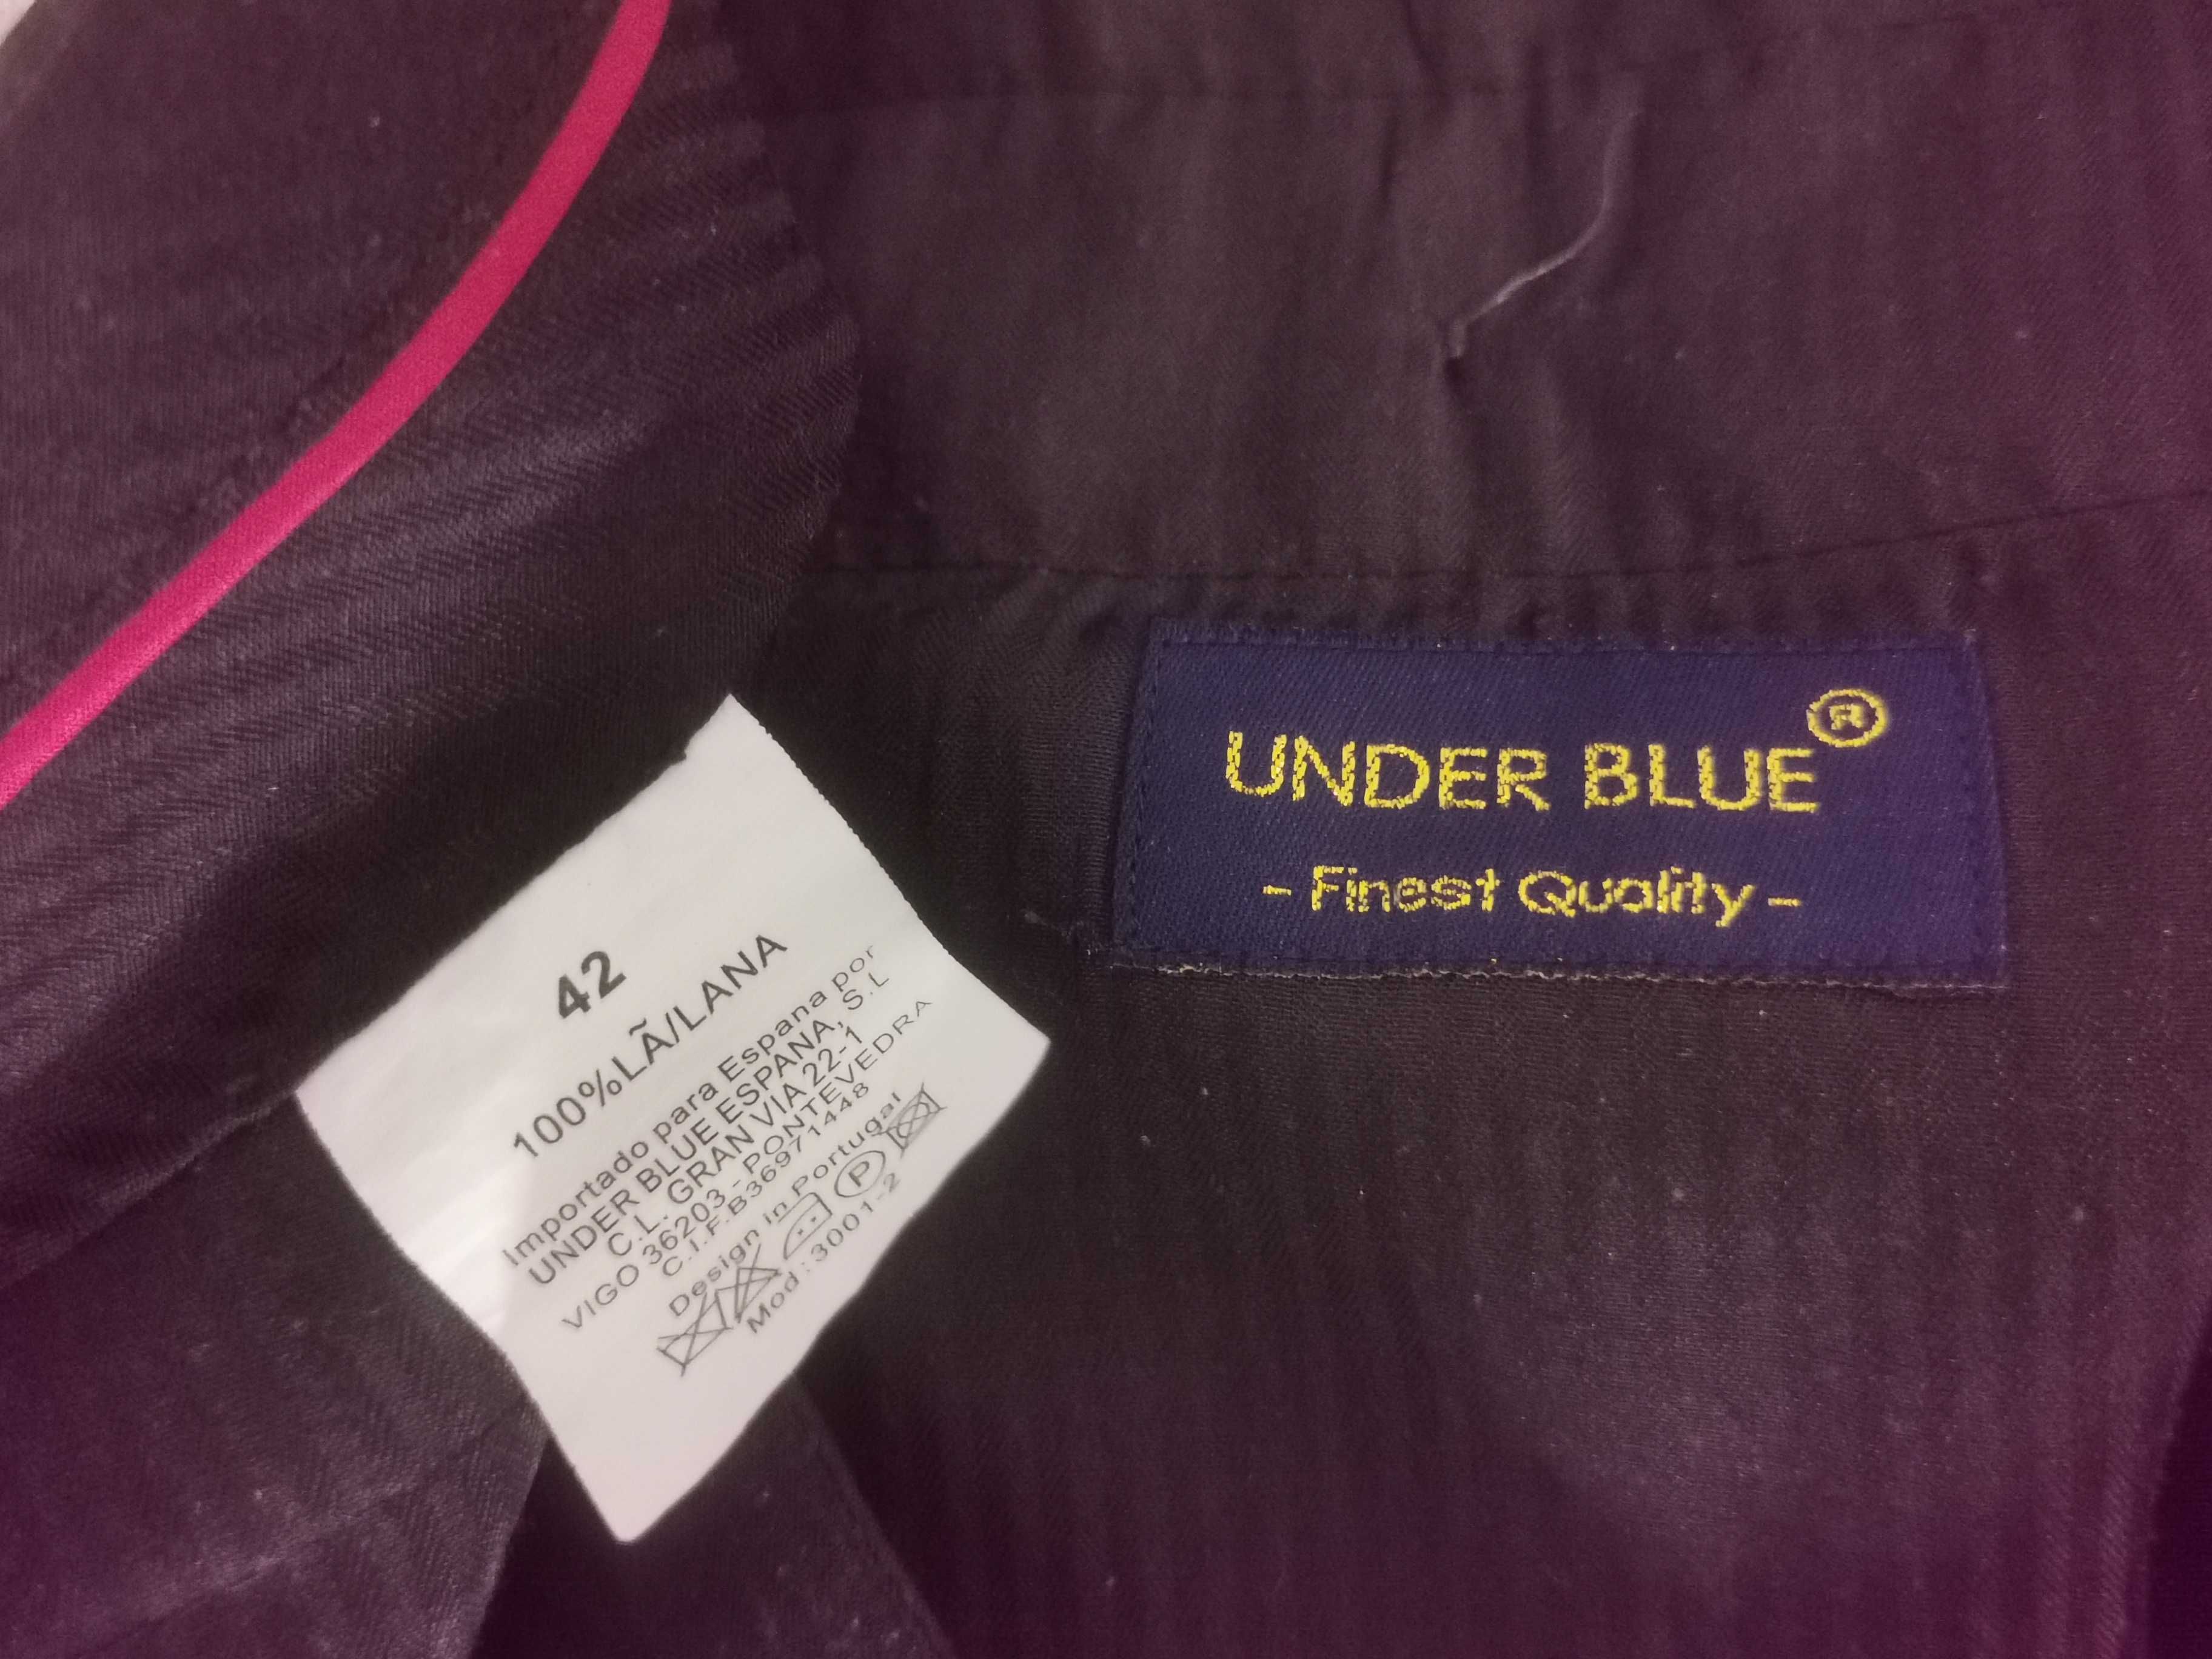 42
100%LÃ/LANA
Importado para Espana por
UNDER BLUE ESPANA, S.L
C.L. GRAN VIA 22-1
VIGO 36203 - PONTEVEDRA
C.I.F.B36971448
Design in Portugal
P
Mod : 3001-2
UNDER BLUE®
- Finest Quality -